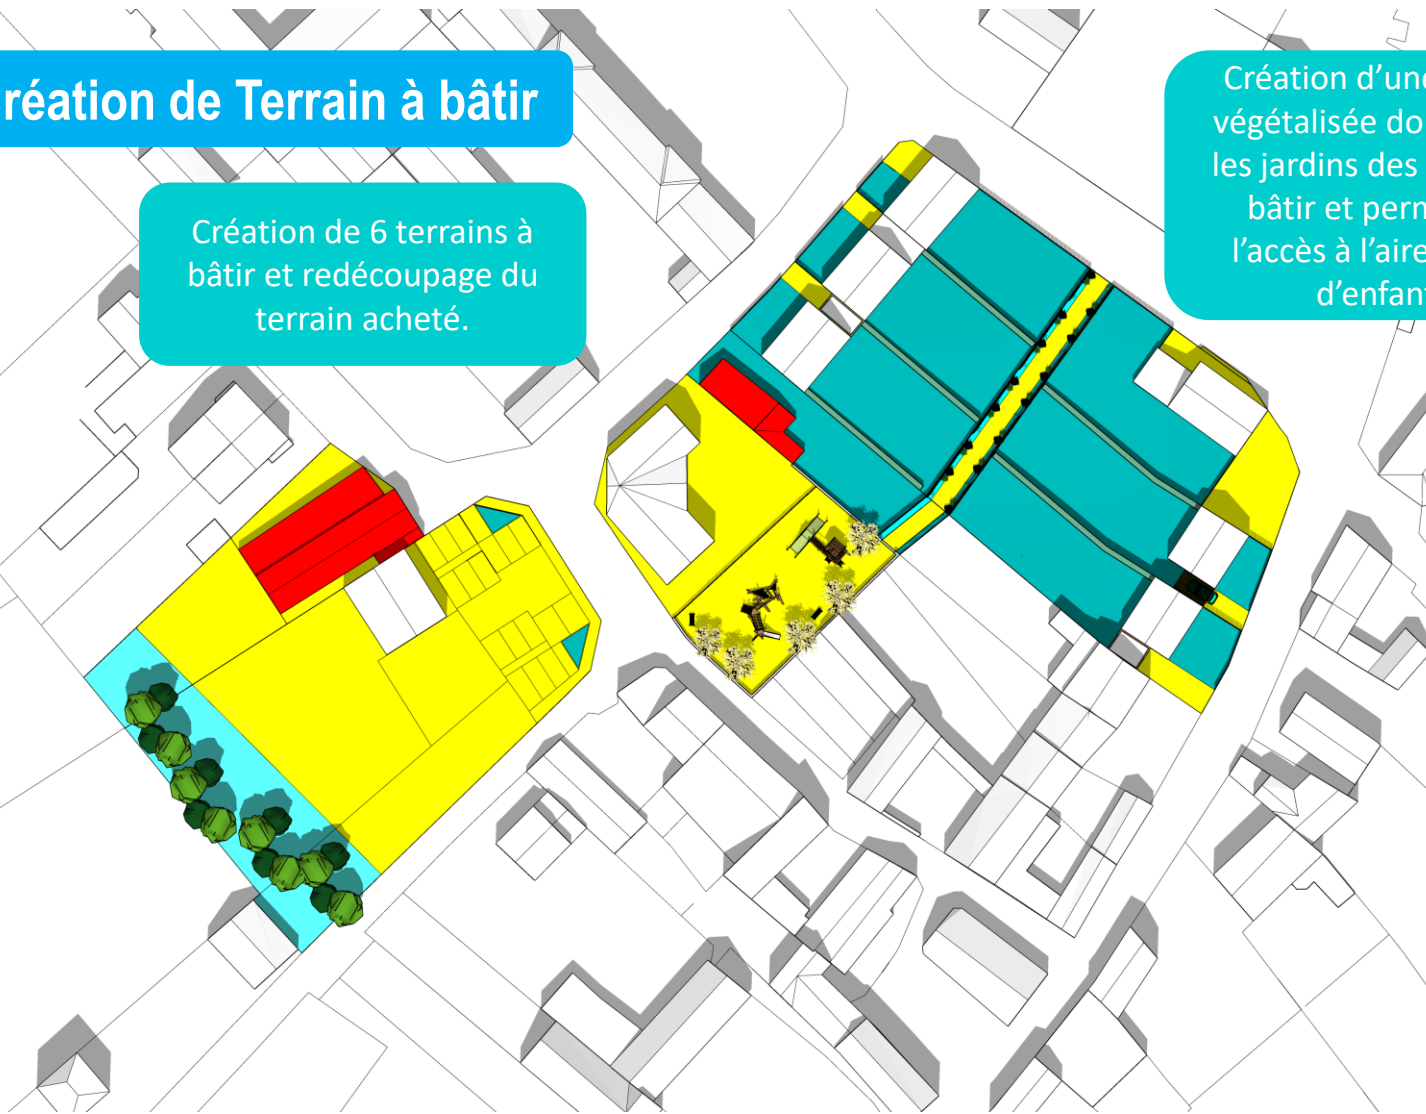 réation de Terrain à bâtir
Création de 6 terrains à
bâtir et redécoupage du
terrain acheté.
Création d'une
végétalisée do
les jardins des
bâtir et perm
l'accès à l'aire
d'enfant